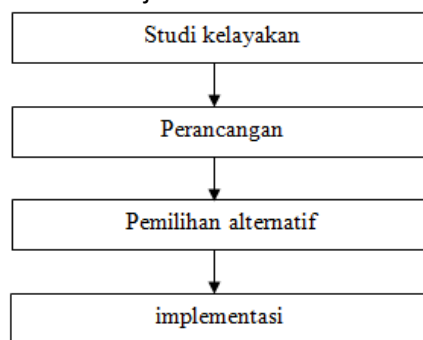 Studi kelayakan
Perancangan
Pemilihan alternatif
implementasi